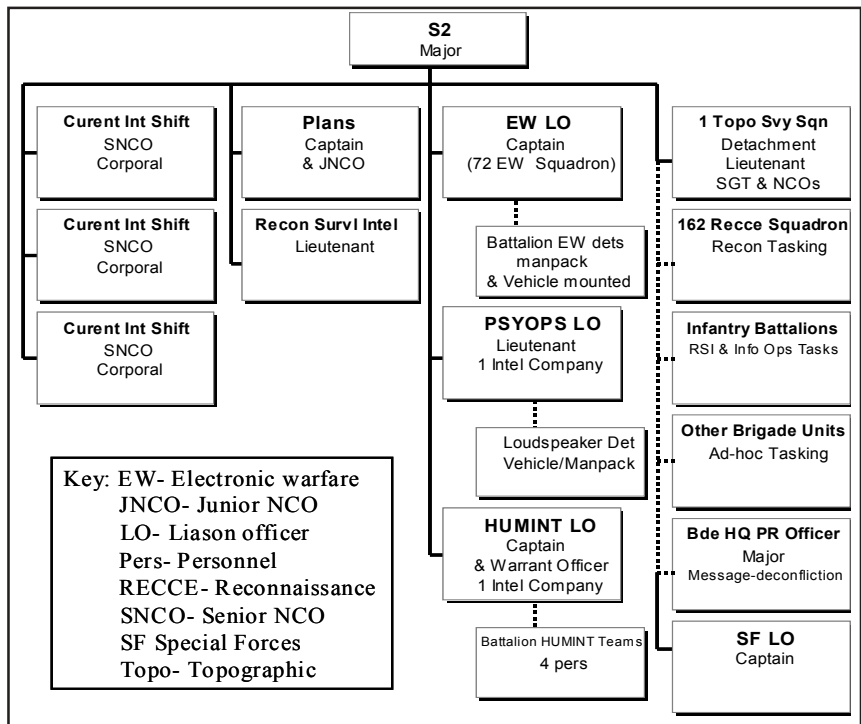 S2
Major
Curent Int Shift
SNCO
Corporal
Curent Int Shift
SNCO
Corporal
Curent Int Shift
SNCO
Corporal
Plans
Captain
& JNCO
Recon Survl Intel
Lieutenant
EW LO
Captain
(72 EW Squadron)
Battalion EW dets
manpack
& Vehicle mounted
PSYOPS LO
Lieutenant
1 Intel Company
Loudspeaker Det
Vehicle/Manpack
HUMINT LO
Captain
& Warrant Officer
1 Intel Company
Battalion HUMINT Teams
4 pers
1 Topo Svy Sqn
Detachment
Lieutenant
SGT & NCOs
162 Recce Squadron
Recon Tasking
Infantry Battalions
RSI & Info Ops Tasks
Other Brigade Units
Ad-hoc Tasking
Bde HQ PR Officer
Major
Message-deconfliction
SF LO
Captain
Key: EW- Electronic warfare
JNCO- Junior NCO
LO- Liason officer
Pers- Personnel
RECCE- Reconnaissance
SNCO- Senior NCO
SF Special Forces
Topo- Topographic